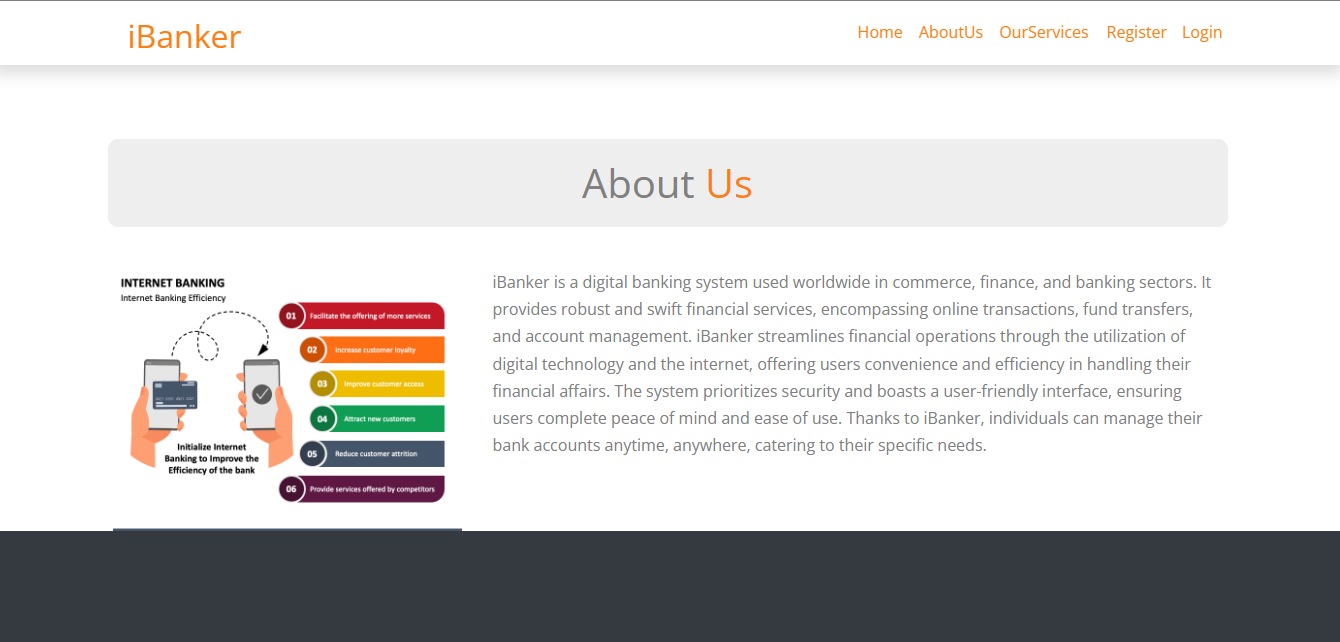 iBanker
Home AboutUs OurServices Register Login
About Us
INTERNET BANKING
Internet Banking Efficiency
01 Facilitate the offering of more services
02 Increase customer loyalty
03 Improve customer access
04 Attract new customers
05 Reduce customer attrition
06 Provide services offered by competitors
Initialize Internet
Banking to Improve the
Efficiency of the bank
iBanker is a digital banking system used worldwide in commerce, finance, and banking sectors. It
provides robust and swift financial services, encompassing online transactions, fund transfers,
and account management. iBanker streamlines financial operations through the utilization of
digital technology and the internet, offering users convenience and efficiency in handling their
financial affairs. The system prioritizes security and boasts a user-friendly interface, ensuring
users complete peace of mind and ease of use. Thanks to iBanker, individuals can manage their
bank accounts anytime, anywhere, catering to their specific needs.